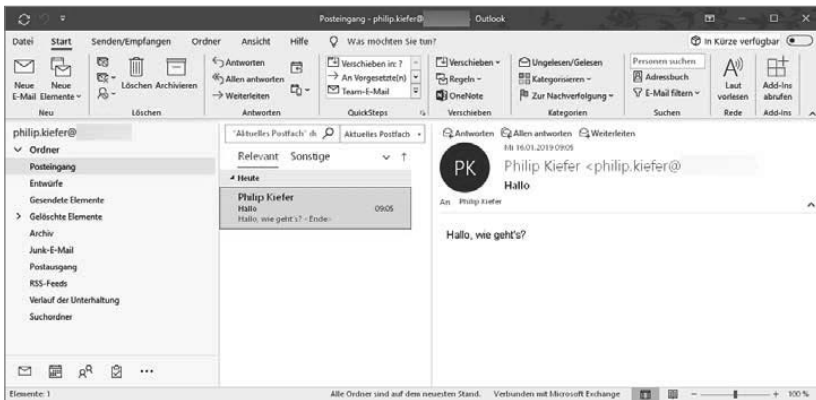 Posteingang - philip.kiefer@ - Outlook
Datei Start Senden/Empfangen Ordner Ansicht Hilfe Was möchten Sie tun? In Kürze verfügbar
Neue E-Mail
Neue Elemente
Löschen Archivieren
Antworten
Allen antworten
Weiterleiten
Verschieben in: ?
An Vorgesetzte(n)
Team-E-Mail
Verschieben
Regeln
OneNote
Ungelesen/Gelesen
Kategorisieren
Zur Nachverfolgung
Personen suchen
Adressbuch
E-Mail filtern
Laut vorlesen
Add-Ins abrufen
Neu Löschen Antworten QuickSteps Verschieben Kategorien Suchen Rede Add-Ins
philip.kiefer@
Ordner
Posteingang
Entwürfe
Gesendete Elemente
Gelöschte Elemente
Archiv
Junk-E-Mail
Postausgang
RSS-Feeds
Verlauf der Unterhaltung
Suchordner
"Aktuelles Postfach" du Aktuelles Postfach
Relevant Sonstige
Heute
Philip Kiefer
Hallo 09:05
Hallo, wie geht's? - Ende-
Antworten Allen antworten Weiterleiten
Mi 16.01.2019 09:05
PK
Philip Kiefer <philip.kiefer@
Hallo
An Philip Kiefer
Hallo, wie geht's?
Elemente: 1 Alle Ordner sind auf dem neuesten Stand. Verbunden mit Microsoft Exchange 100 %